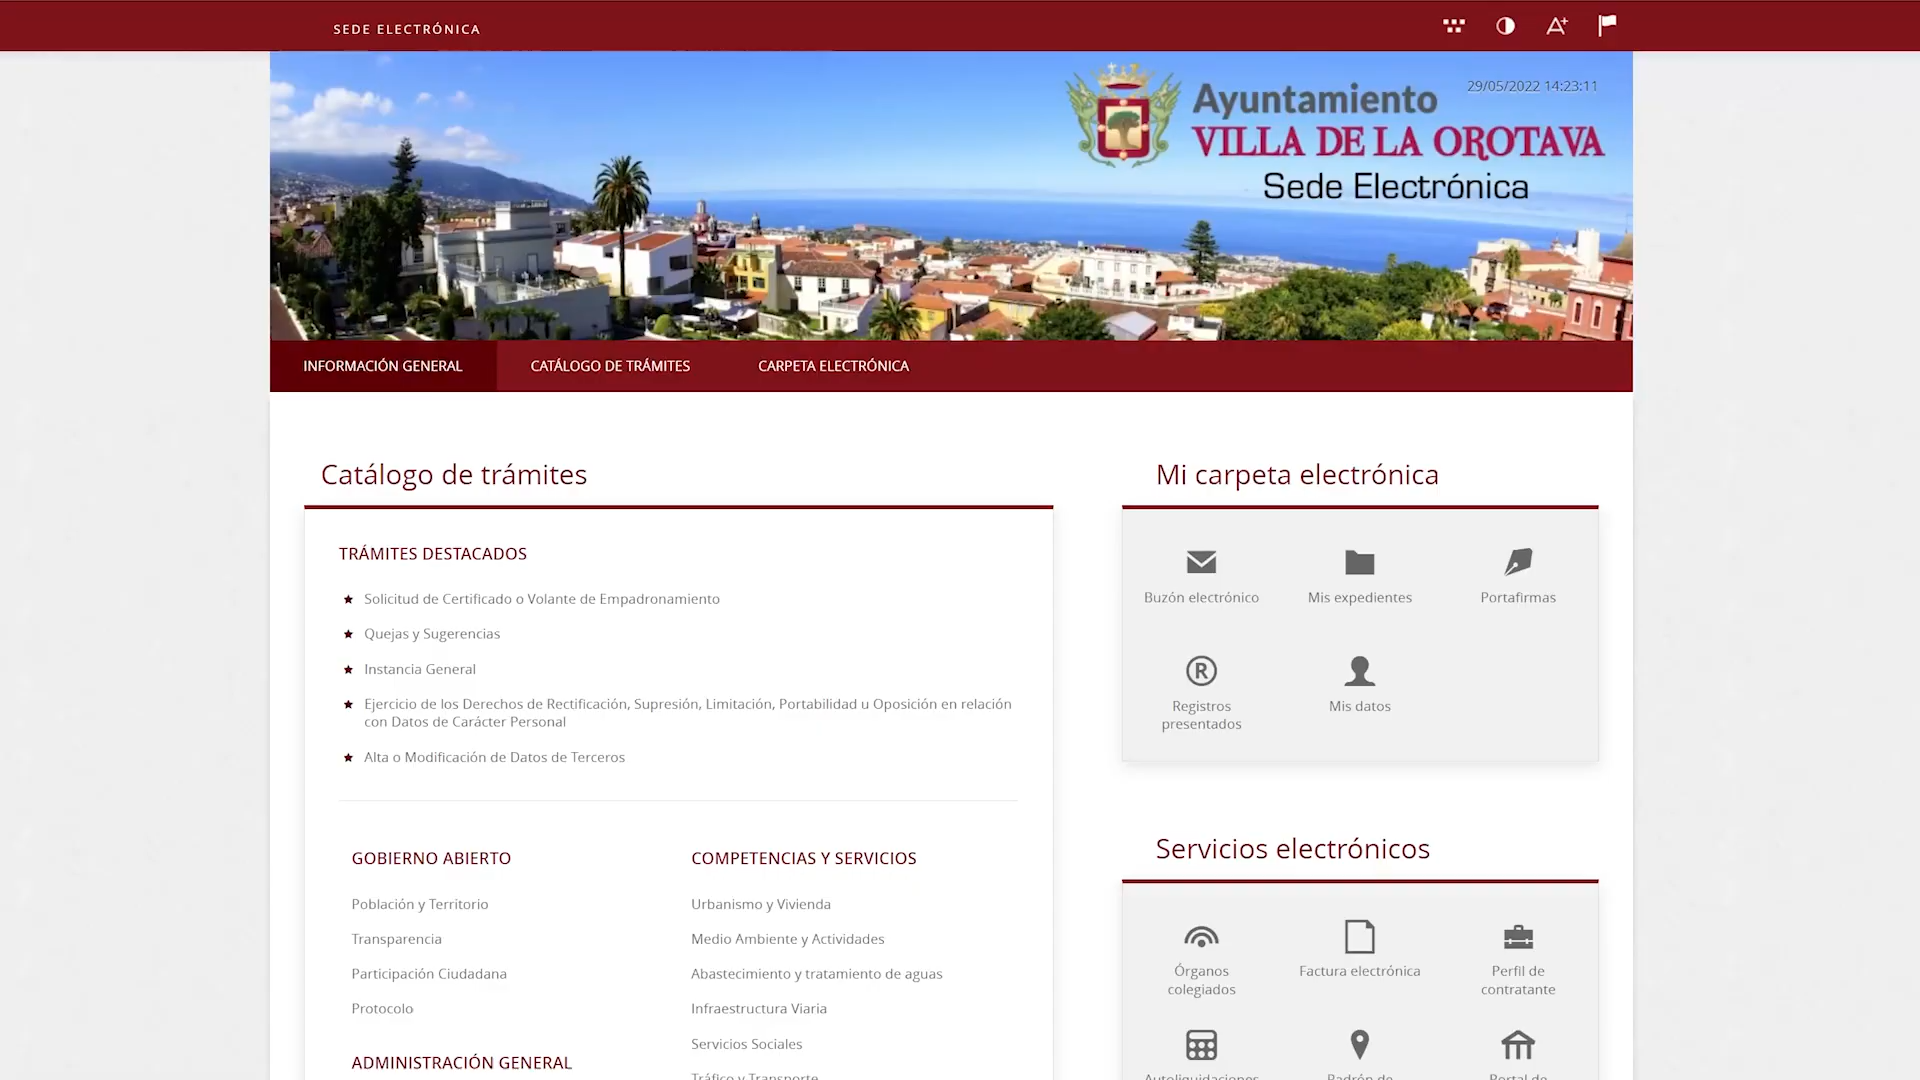 SEDE ELECTRÓNICA
29/05/2022 14:23:11
Ayuntamiento
VILLA DE LA OROTAVA
Sede Electrónica
INFORMACIÓN GENERAL
CATÁLOGO DE TRÁMITES
CARPETA ELECTRÓNICA
Catálogo de trámites
TRÁMITES DESTACADOS
Solicitud de Certificado o Volante de Empadronamiento
Quejas y Sugerencias
Instancia General
Ejercicio de los Derechos de Rectificación, Supresión, Limitación, Portabilidad u Oposición en relación
con Datos de Carácter Personal
Alta o Modificación de Datos de Terceros
GOBIERNO ABIERTO
Población y Territorio
Transparencia
Participación Ciudadana
Protocolo
ADMINISTRACIÓN GENERAL
COMPETENCIAS Y SERVICIOS
Urbanismo y Vivienda
Medio Ambiente y Actividades
Abastecimiento y tratamiento de aguas
Infraestructura Viaria
Servicios Sociales
Tráfico y Transporte
Mi carpeta electrónica
Buzón electrónico
Mis expedientes
Portafirmas
Registros
presentados
Mis datos
Servicios electrónicos
Órganos
colegiados
Factura electrónica
Perfil de
contratante
Autoliquidaciones
Padrón de
Portal de